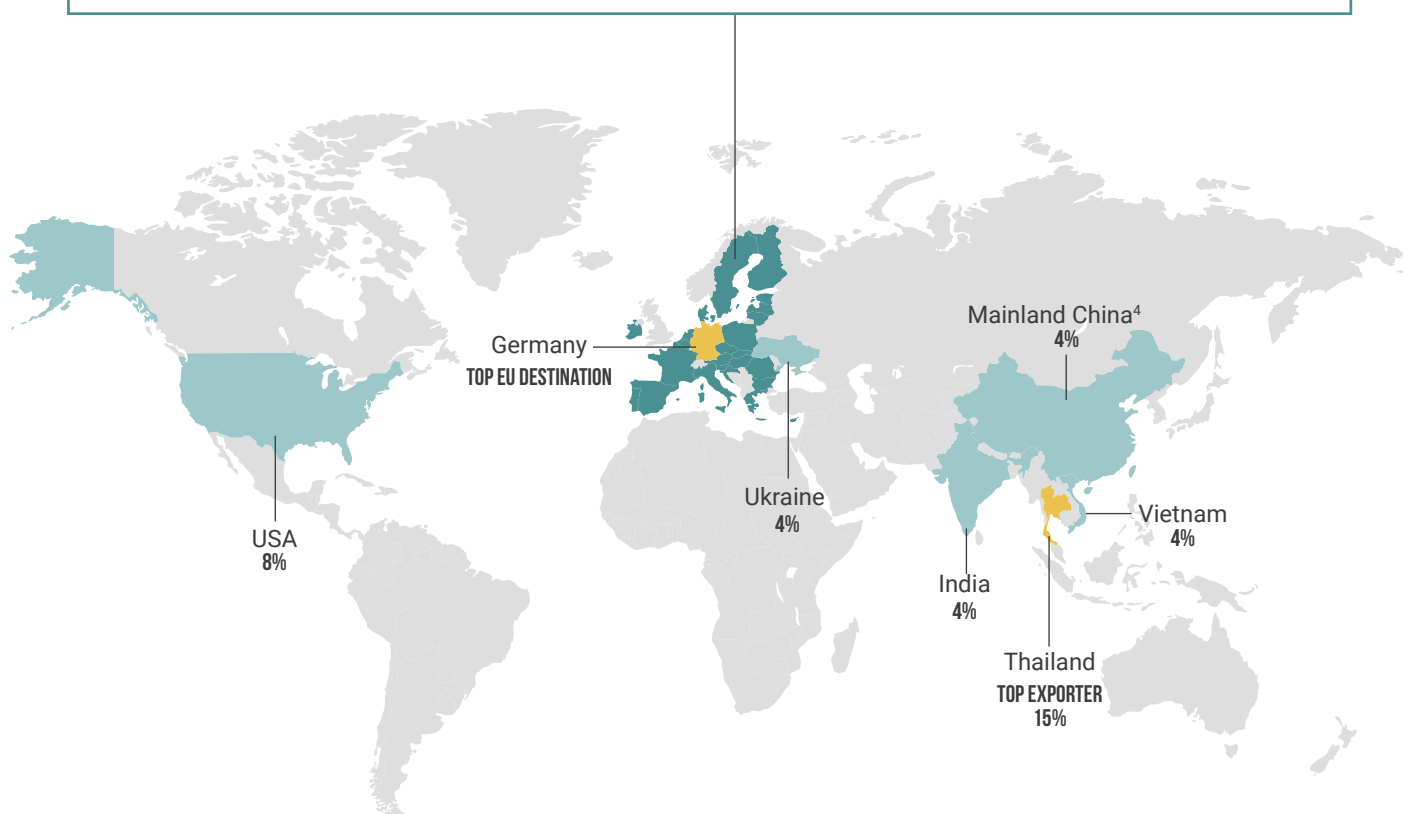 Mainland China⁴
4%
Germany
TOP EU DESTINATION
Ukraine
4%
Vietnam
4%
USA
8%
India
4%
Thailand
TOP EXPORTER
15%